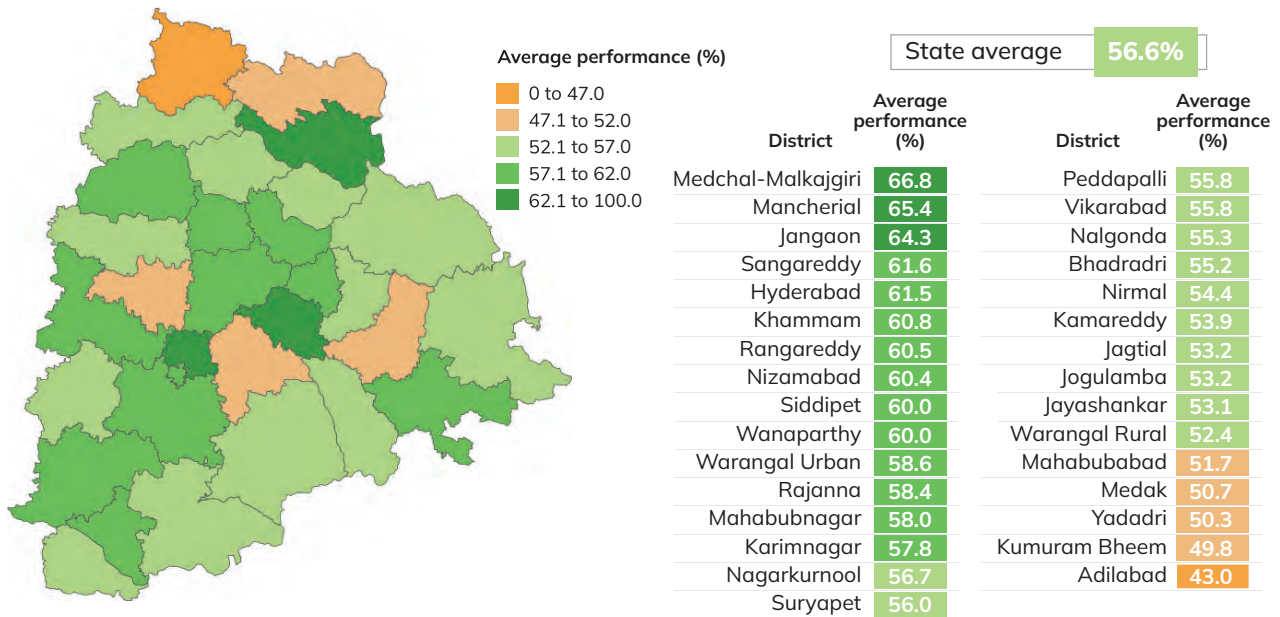 Average performance (%)
0 to 47.0
47.1 to 52.0
52.1 to 57.0
57.1 to 62.0
62.1 to 100.0
State average 56.6%
District Average performance (%)
Medchal-Malkajgiri 66.8
Mancherial 65.4
Jangaon 64.3
Sangareddy 61.6
Hyderabad 61.5
Khammam 60.8
Rangareddy 60.5
Nizamabad 60.4
Siddipet 60.0
Wanaparthy 60.0
Warangal Urban 58.6
Rajanna 58.4
Mahabubnagar 58.0
Karimnagar 57.8
Nagarkurnool 56.7
Suryapet 56.0
District Average performance (%)
Peddapalli 55.8
Vikarabad 55.8
Nalgonda 55.3
Bhadradri 55.2
Nirmal 54.4
Kamareddy 53.9
Jagtial 53.2
Jogulamba 53.2
Jayashankar 53.1
Warangal Rural 52.4
Mahabubabad 51.7
Medak 50.7
Yadadri 50.3
Kumuram Bheem 49.8
Adilabad 43.0